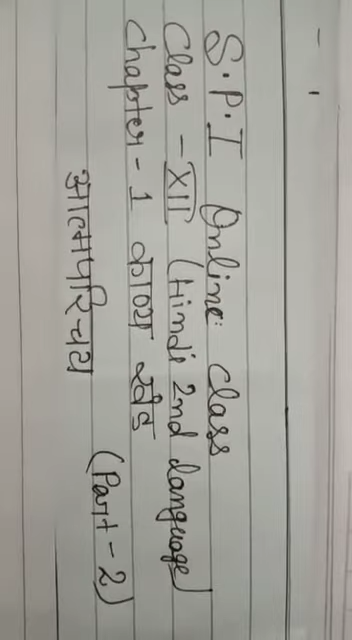 S.P.I Online class
Class - XII (Hindi 2nd Language)
Chapter - 1 काव्य खंड
आत्मपरिचय (Part - 2)